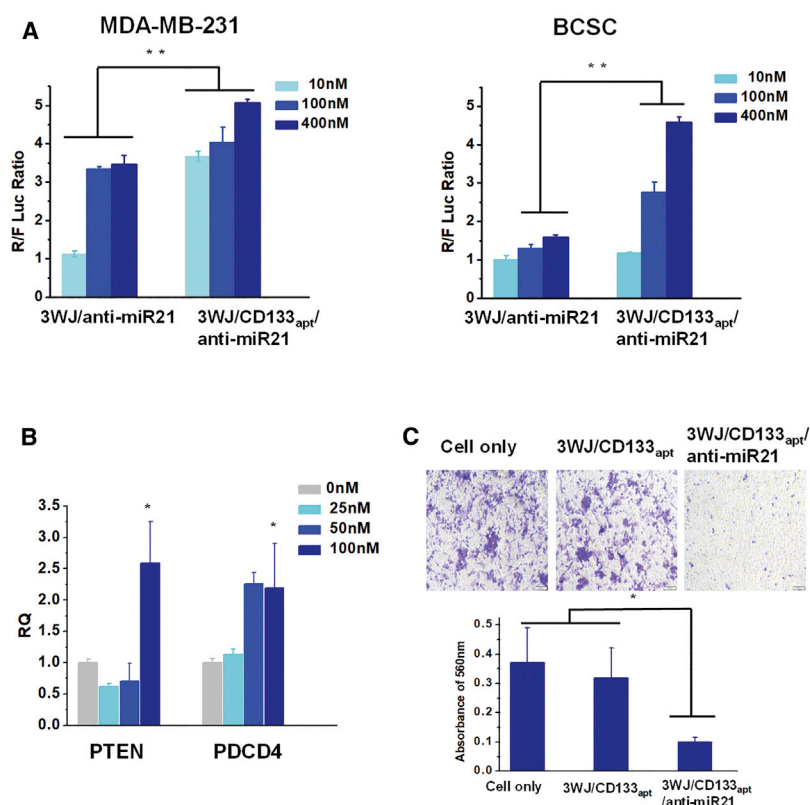 A
MDA-MB-231
* *
10nM
100nM
400nM
R/F Luc Ratio
5
4
3
2
1
0
3WJ/anti-miR21
3WJ/CD133apt/
anti-miR21
BCSC
* *
10nM
100nM
400nM
R/F Luc Ratio
5
4
3
2
1
0
3WJ/anti-miR21
3WJ/CD133apt/
anti-miR21
B
0nM
25nM
50nM
100nM
*
*
RQ
3.5
3.0
2.5
2.0
1.5
1.0
0.5
0.0
PTEN
PDCD4
C
Cell only
3WJ/CD133apt
3WJ/CD133apt/
anti-miR21
*
Absorbance of 560nm
0.5
0.4
0.3
0.2
0.1
0.0
Cell only
3WJ/CD133apt
3WJ/CD133apt
/anti-miR21